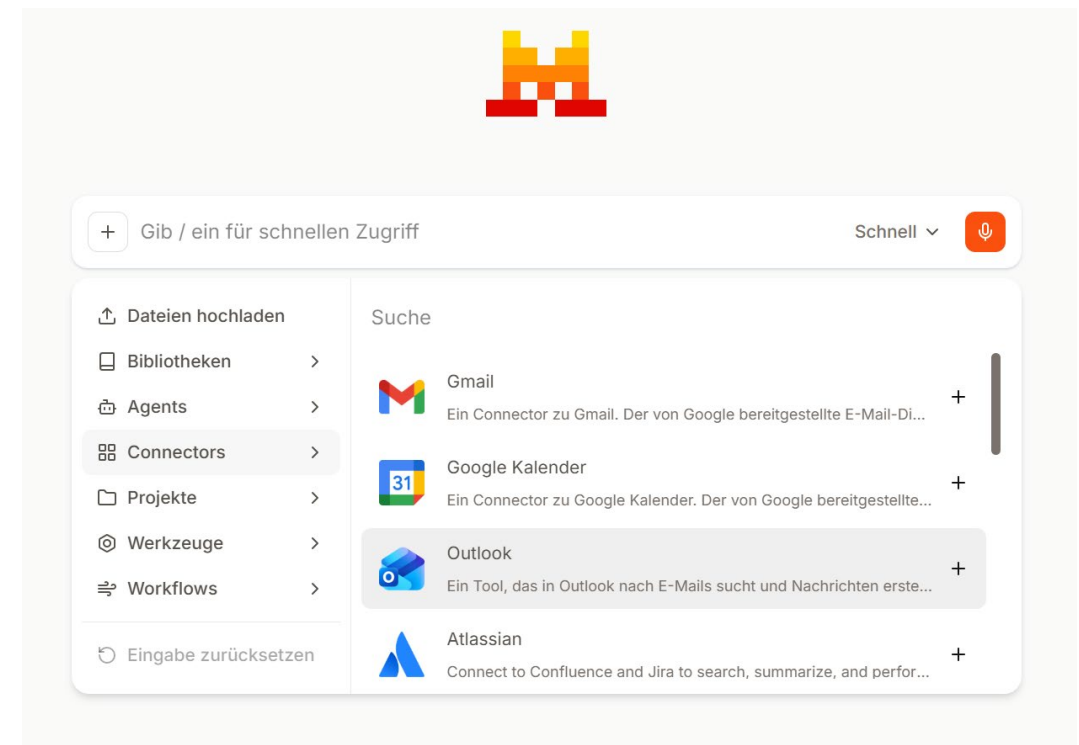 Gib / ein für schnellen Zugriff
Schnell
Dateien hochladen
Bibliotheken
Agents
Connectors
Projekte
Werkzeuge
Workflows
Eingabe zurücksetzen
Suche
Gmail
Ein Connector zu Gmail. Der von Google bereitgestellte E-Mail-Di...
31
Google Kalender
Ein Connector zu Google Kalender. Der von Google bereitgestellte...
O
Outlook
Ein Tool, das in Outlook nach E-Mails sucht und Nachrichten erste...
Atlassian
Connect to Confluence and Jira to search, summarize, and perfor...